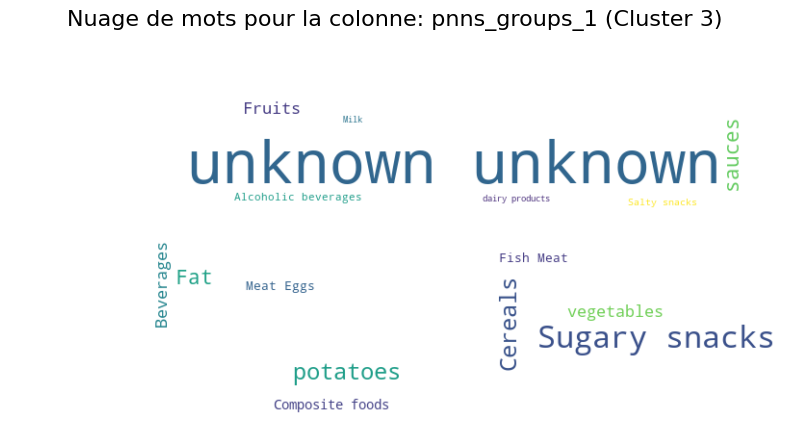 Nuage de mots pour la colonne: pnns_groups_1 (Cluster 3)
Fruits
Milk
unknown unknown
sauces
Alcoholic beverages
dairy products
Salty snacks
Beverages
Fat
Meat Eggs
Fish Meat
Cereals
vegetables
Sugary snacks
potatoes
Composite foods